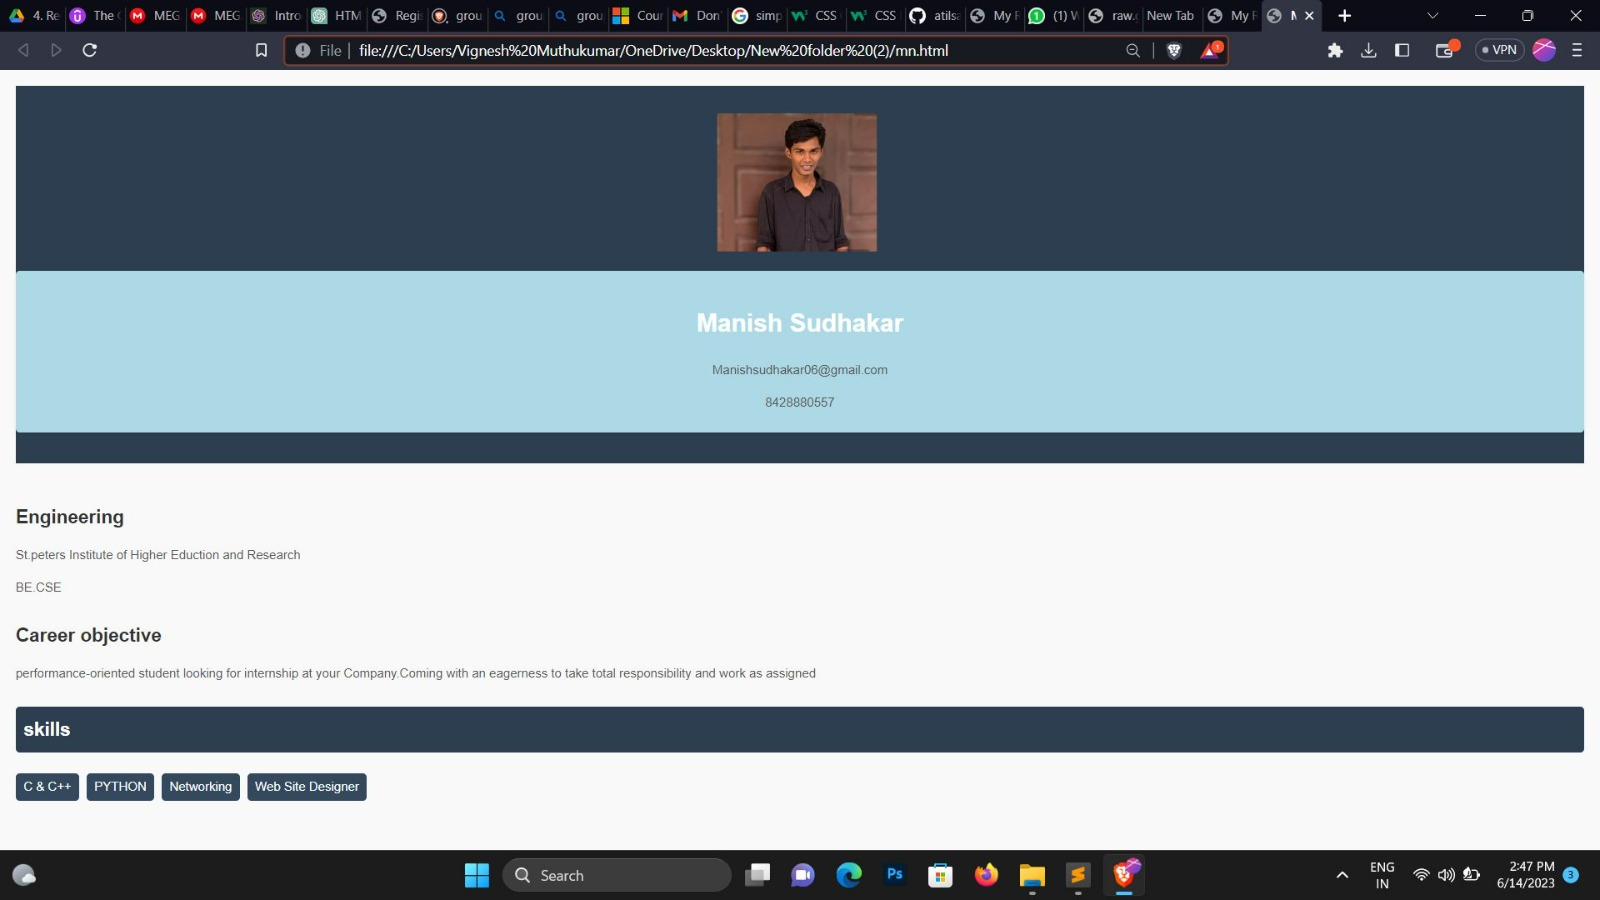 4. Re
The
MEG
MEG
Intro
HTM
Regi
grou
grou
grou
Cour
Don'
simp
CSS
CSS
atils
My R
(1) W
raw.
New Tab
My R
File
file:///C:/Users/Vignesh%20Muthukumar/OneDrive/Desktop/New%20folder%20(2)/mn.html
1
VPN
Manish Sudhakar
Manishsudhakar06@gmail.com
8428880557
Engineering
St.peters Institute of Higher Eduction and Research
BE.CSE
Career objective
performance-oriented student looking for internship at your Company.Coming with an eagerness to take total responsibility and work as assigned
skills
C & C++ PYTHON Networking Web Site Designer
Search
Ps
ENG
IN
2:47 PM
6/14/2023
3